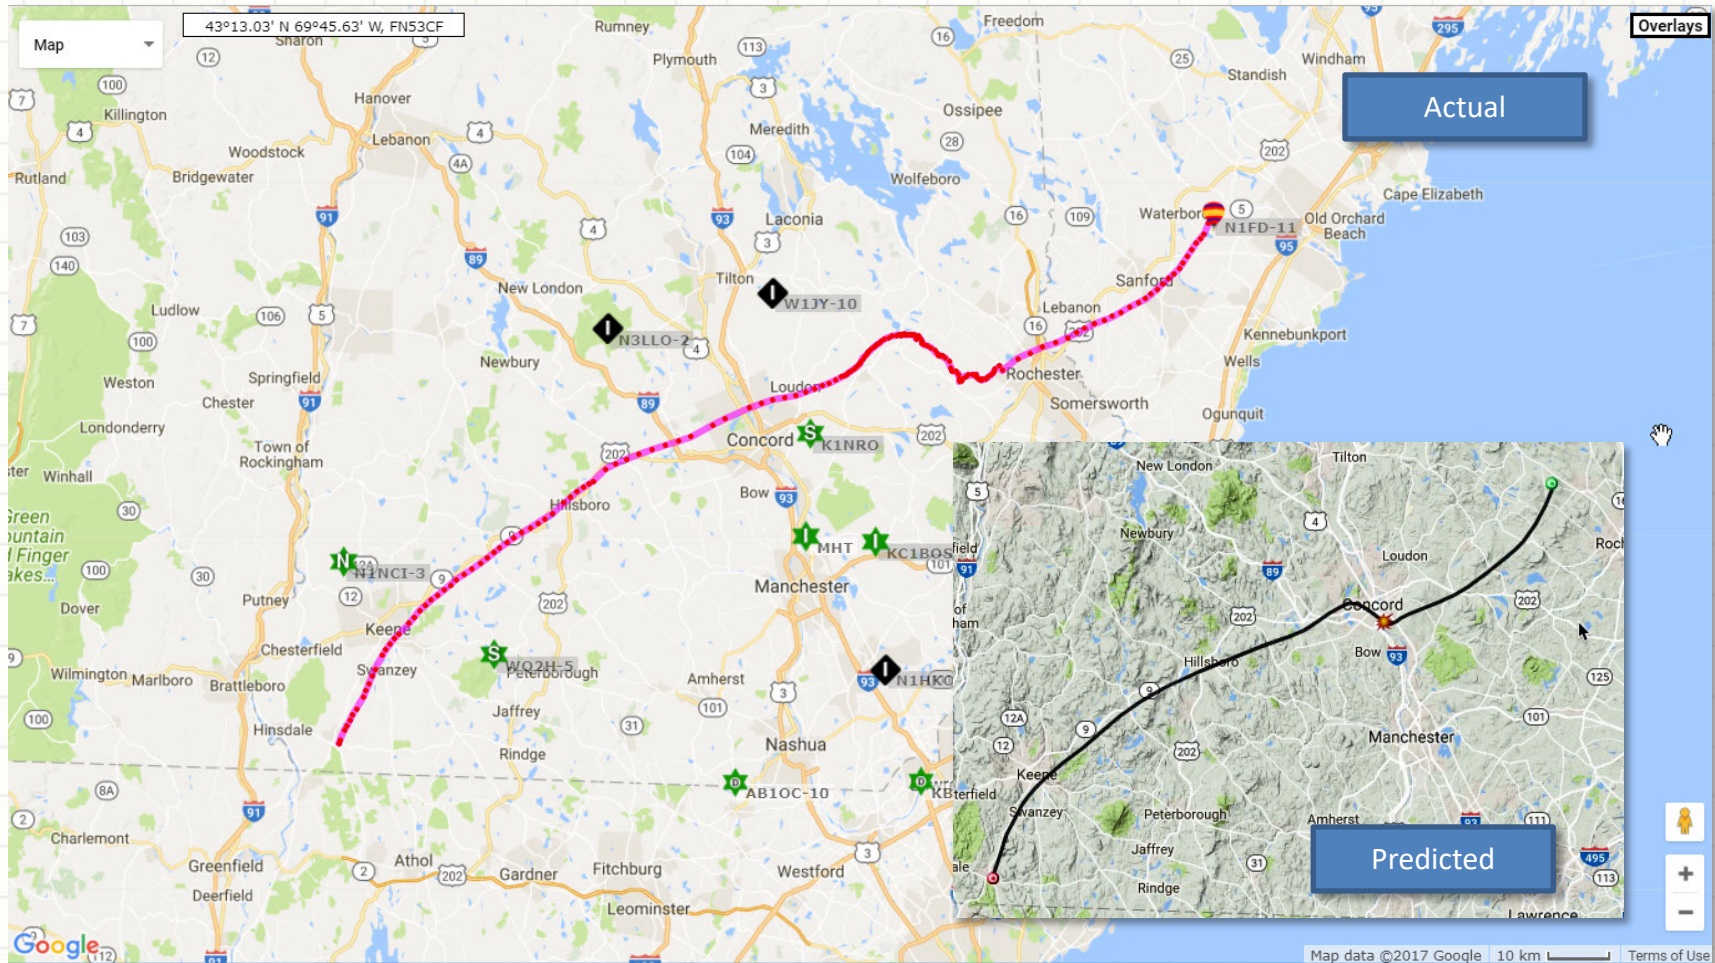 Map
43°13.03' N 69°45.63' W, FN53CF
Overlays
Actual
Sharon
Rumney
Freedom
Windham
Plymouth
Standish
Killington
Hanover
Ossipee
Meredith
Woodstock
Lebanon
Rutland
Bridgewater
Wolfeboro
Cape Elizabeth
Laconia
Waterbor
Old Orchard
Beach
N1FD-11
Tilton
Sanford
New London
Ludlow
W1JY-10
Lebanon
N3LLO-2
Kennebunkport
Newbury
Wells
Weston
Springfield
Loudon
Rochester
Chester
Somersworth
Ogunquit
Londonderry
Concord
K1NRO
Town of
Rockingham
Winhall
Bow
Hillsboro
Green
MHT
KC1BOS
N1NCI-3
Manchester
Putney
Dover
Keene
Chesterfield
Swanzey
WQ2H-5
Peterborough
Wilmington
Marlboro
Brattleboro
Amherst
N1HKO
Jaffrey
Hinsdale
Rindge
Nashua
AB1OC-10
Charlemont
Greenfield
Athol
Gardner
Fitchburg
Westford
Deerfield
Leominster
New London
Tilton
Newbury
Loudon
Concord
Hillsboro
Bow
Manchester
Keene
Swanzey
Peterborough
Amherst
Jaffrey
Rindge
Lawrence
Predicted
Google
Map data ©2017 Google
10 km
Terms of Use